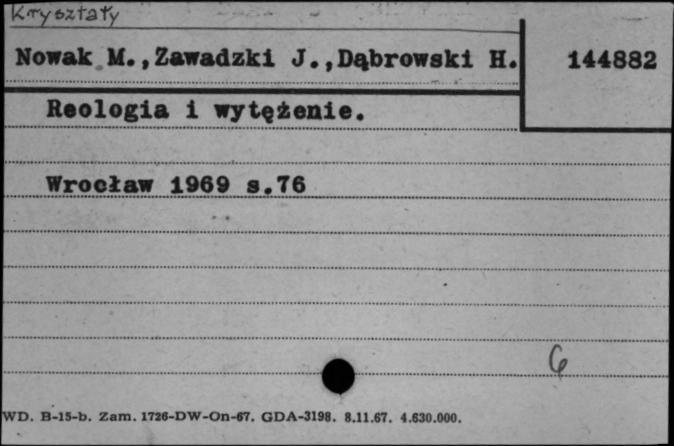 Kryształy
Nowak M.,Zawadzki J.,Dąbrowski H.
144882
Reologia i wytężenie.
Wrocław 1969 s.76
6
WD. B-15-b. Zam. 1726-DW-On-67. GDA-3198. 8.11.67. 4.630.000.